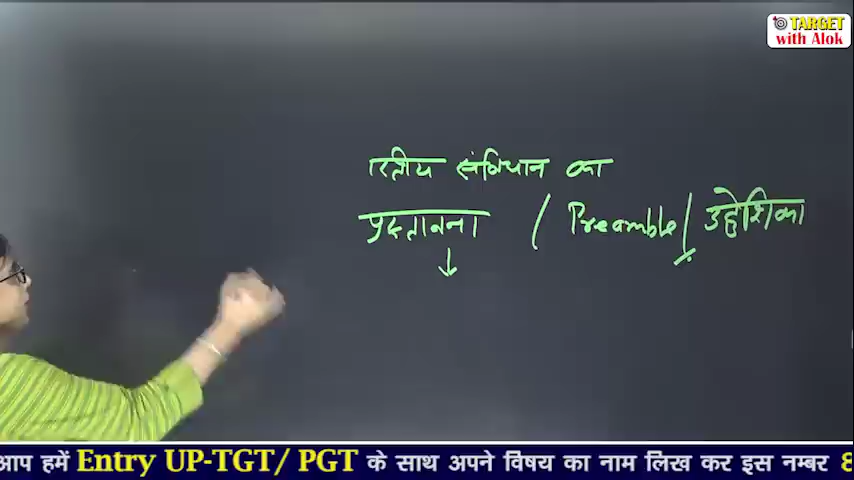 TARGET
with Alok
रतीय संविधान का
प्रस्तावना / Preamble / उद्देशिका
आप हमें Entry UP-TGT/ PGT के साथ अपने विषय का नाम लिख कर इस नम्बर 8